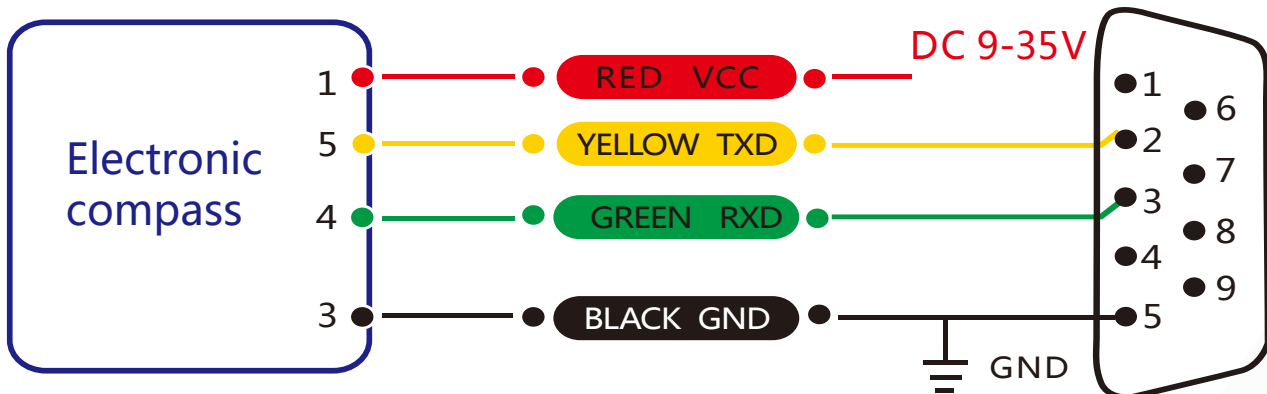 DC 9-35V
1 RED VCC 1
6
5 YELLOW TXD 2
Electronic
compass
7
4 GREEN RXD 3
8
4
9
3 BLACK GND 5
GND